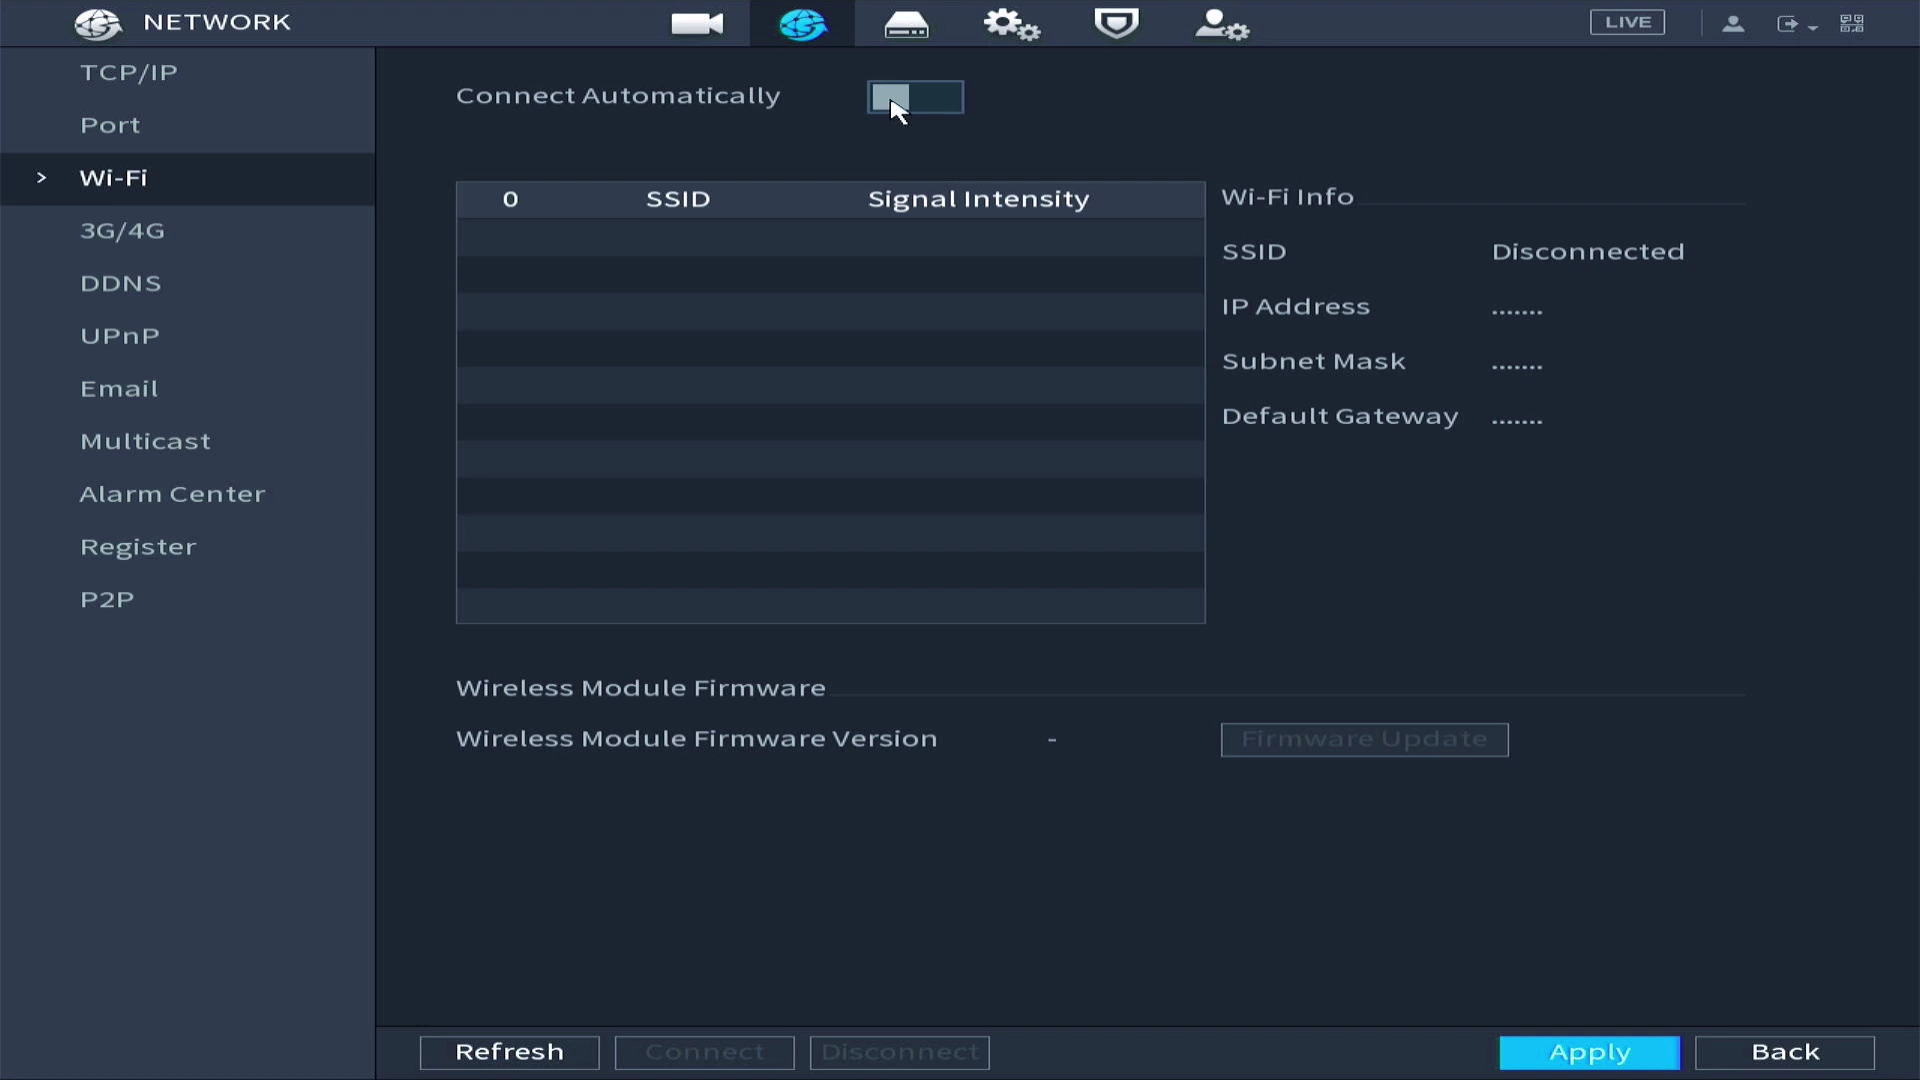 NETWORK
LIVE
TCP/IP
Port
> Wi-Fi
3G/4G
DDNS
UPnP
Email
Multicast
Alarm Center
Register
P2P
Connect Automatically
0 SSID Signal Intensity
Wi-Fi Info
SSID Disconnected
IP Address .......
Subnet Mask .......
Default Gateway .......
Wireless Module Firmware
Wireless Module Firmware Version - Firmware Update
Refresh Connect Disconnect Apply Back